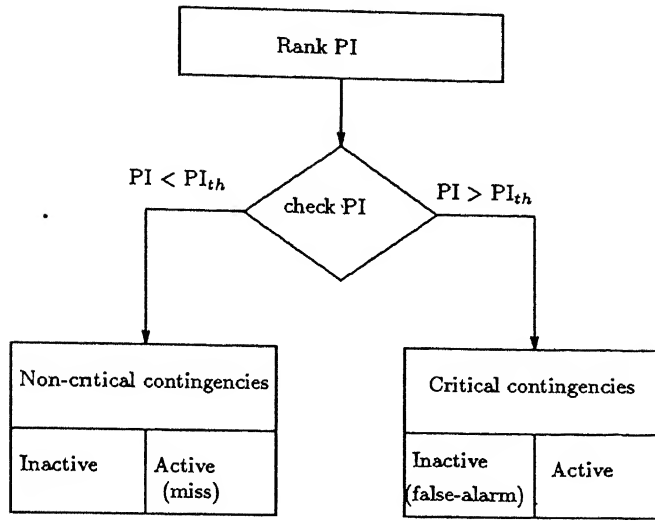 Rank PI
PI < PI_th
check PI
PI > PI_th
Non-critical contingencies
Inactive
Active
(miss)
Critical contingencies
Inactive
(false-alarm)
Active